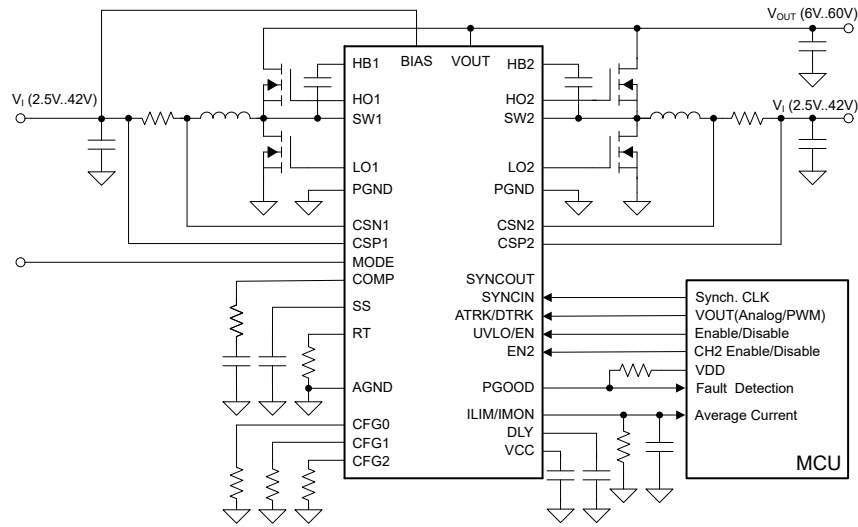 VOUT (6V..60V)
HB1
BIAS
VOUT
HB2
VI (2.5V..42V)
HO1
HO2
VI (2.5V..42V)
SW1
SW2
LO1
LO2
PGND
PGND
CSN1
CSN2
CSP1
CSP2
MODE
COMP
SYNCOUT
SS
SYNCIN
Synch. CLK
ATRK/DTRK
VOUT(Analog/PWM)
RT
UVLO/EN
Enable/Disable
EN2
CH2 Enable/Disable
VDD
AGND
PGOOD
Fault Detection
ILIM/IMON
Average Current
CFG0
DLY
CFG1
VCC
CFG2
MCU